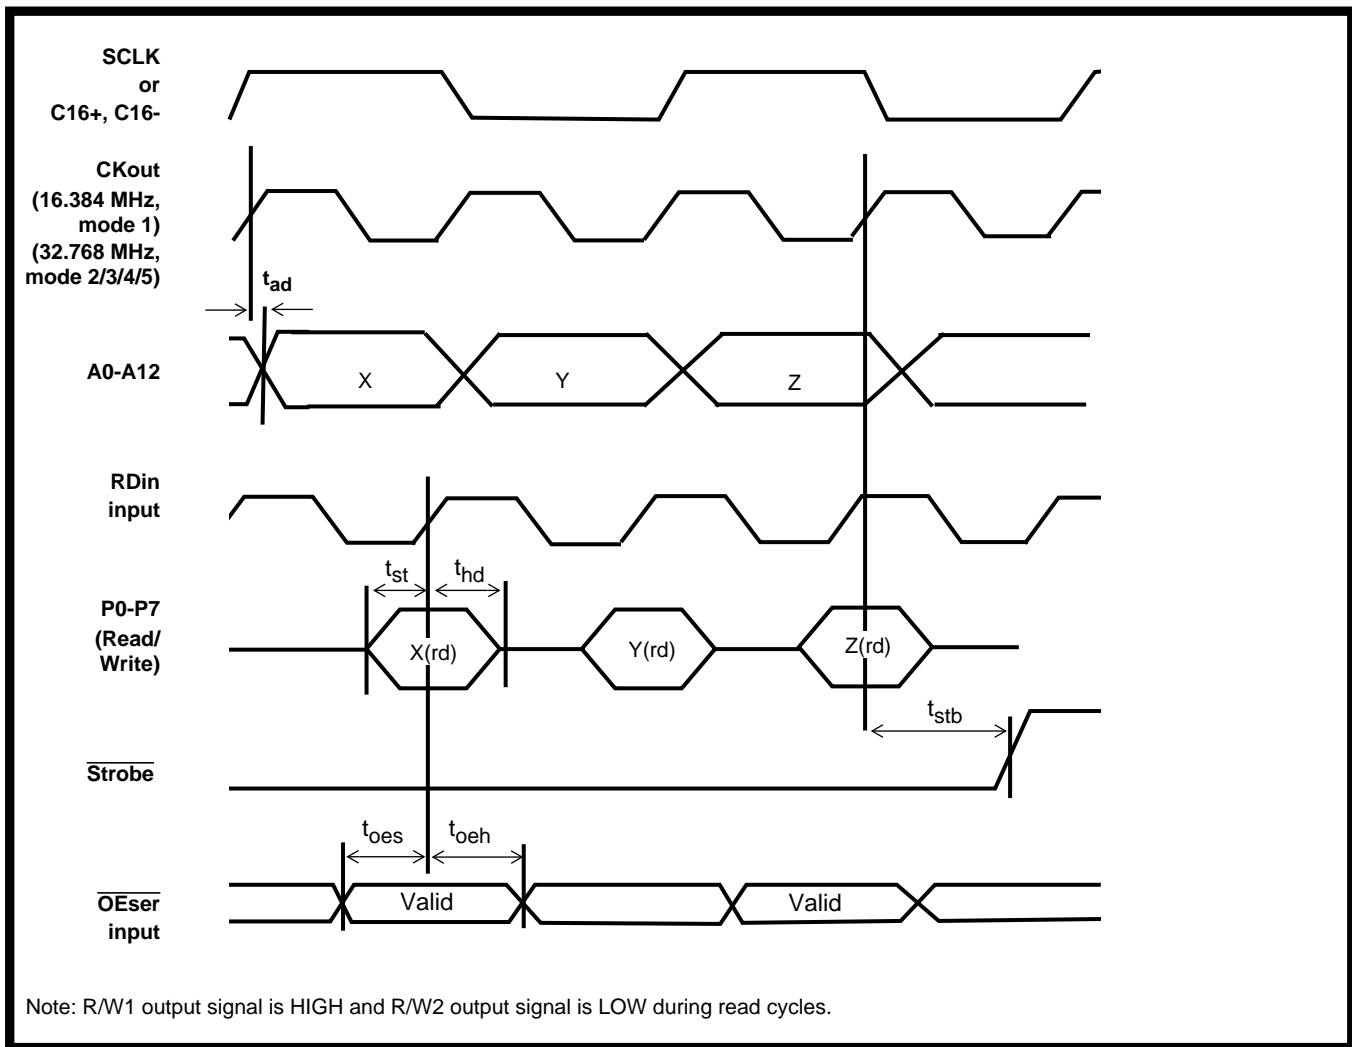 SCLK
or
C16+, C16-
CKout
(16.384 MHz,
mode 1)
(32.768 MHz,
mode 2/3/4/5)
tad
A0-A12
X
Y
Z
RDin
input
tst
thd
P0-P7
(Read/
Write)
X(rd)
Y(rd)
Z(rd)
tstb
Strobe
toes
toeh
OEser
input
Valid
Valid
Note: R/W1 output signal is HIGH and R/W2 output signal is LOW during read cycles.